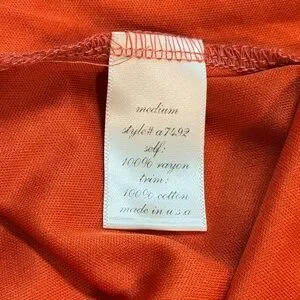 medium
style# a7492
self:
100% rayon
trim:
100% cotton
made in u.s.a